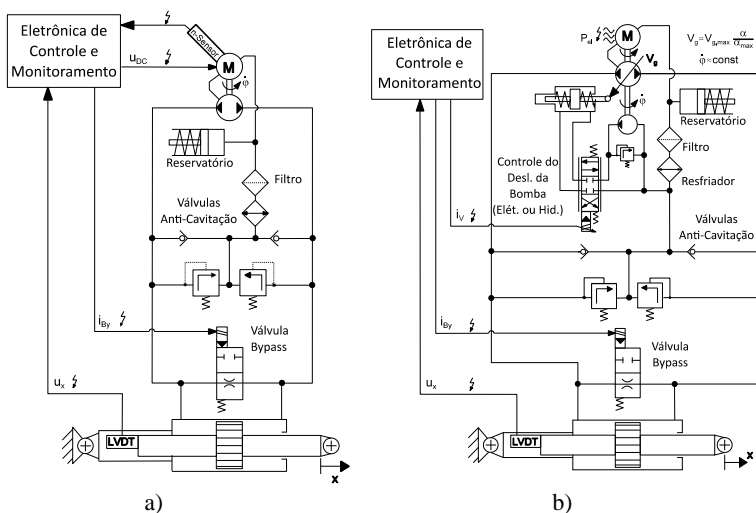 Eletrônica de
Controle e
Monitoramento
n-Sensor
u_DC
M
φ̇
Reservatório
Filtro
Válvulas
Anti-Cavitação
i_By
Válvula
Bypass
u_x
LVDT
x
a)
Eletrônica de
Controle e
Monitoramento
P_el
M
V_g
V_g = V_g,max α/α_max
φ̇ ≈ const
φ̇
Reservatório
Filtro
Resfriador
Controle do
Desl. da
Bomba
(Elét. ou Hid.)
i_V
Válvulas
Anti-Cavitação
i_By
Válvula
Bypass
u_x
LVDT
x
b)